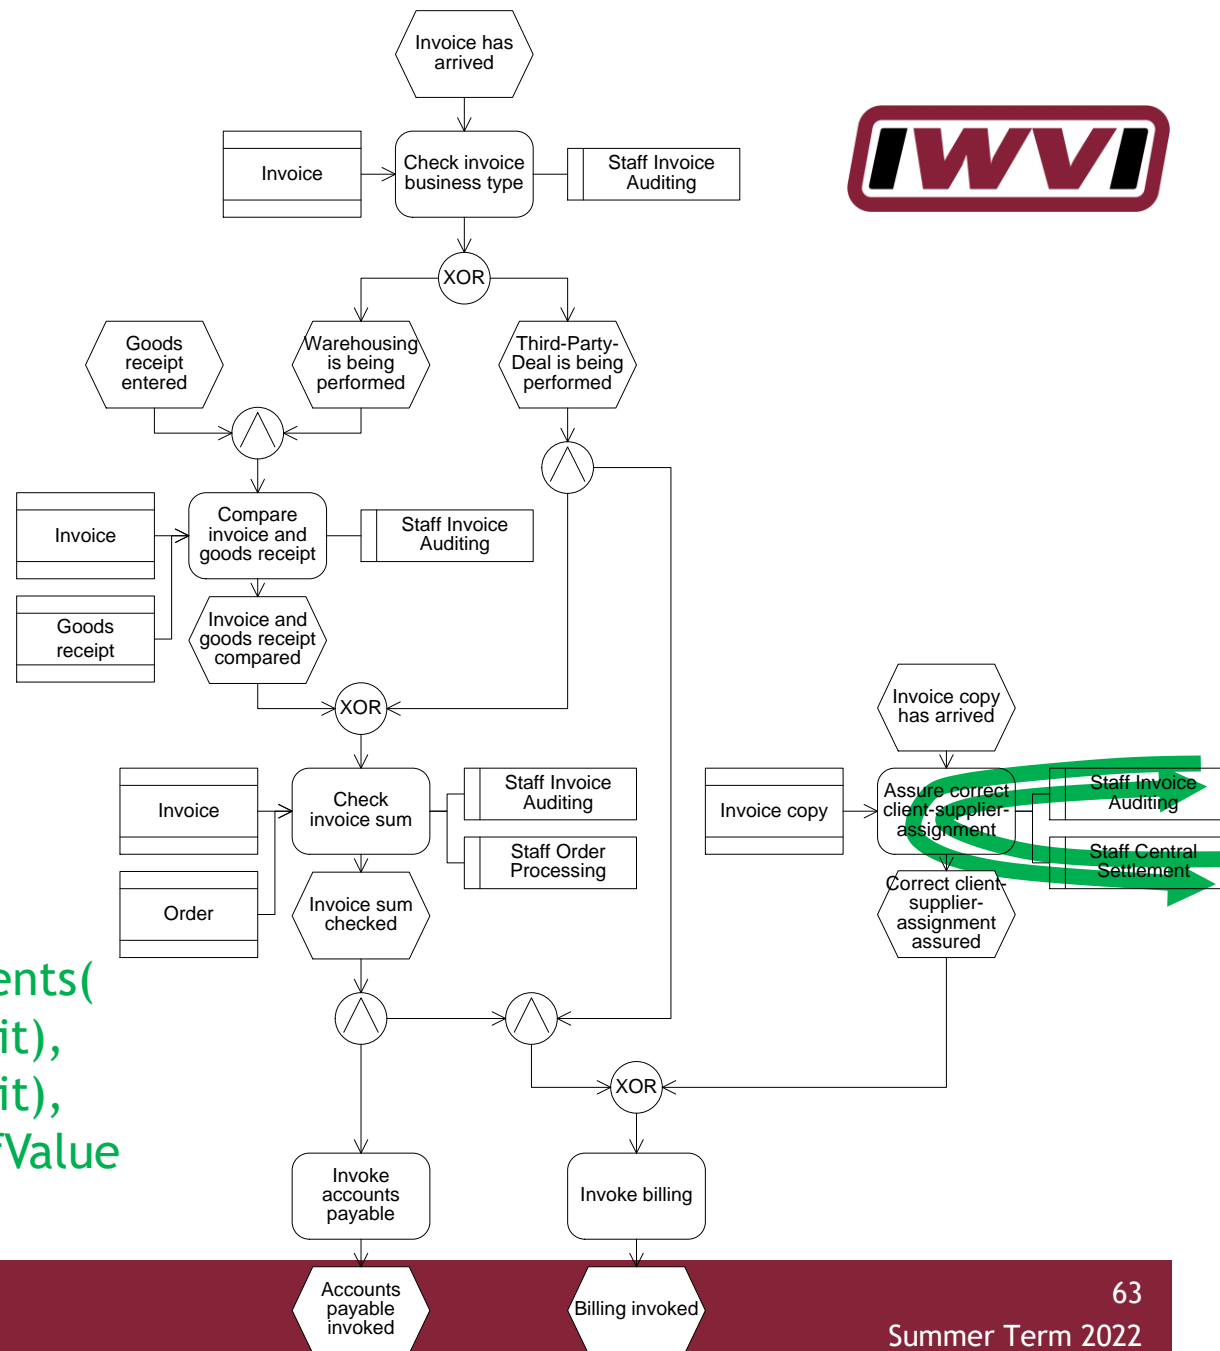 Invoice has
arrived
IWVI
Invoice
Check invoice
business type
Staff Invoice
Auditing
XOR
Goods
receipt
entered
Warehousing
is being
performed
Third-Party-
Deal is being
performed
Invoice
Compare
invoice and
goods receipt
Staff Invoice
Auditing
Goods
receipt
Invoice and
goods receipt
compared
XOR
Invoice copy
has arrived
Invoice
Check
invoice sum
Staff Invoice
Auditing
Staff Order
Processing
Invoice copy
Assure correct
client-supplier-
assignment
Staff Invoice
Auditing
Staff Central
Settlement
Order
Invoice sum
checked
Correct client-
supplier-
assignment
assured
ents(
it),
it),
fValue
XOR
Invoke
accounts
payable
Invoke billing
Accounts
payable
invoked
Billing invoked
63
Summer Term 2022